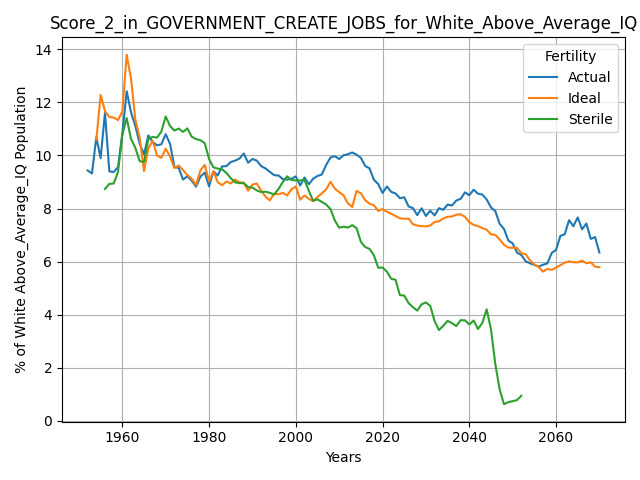 Score_2_in_GOVERNMENT_CREATE_JOBS_for_White_Above_Average_IQ
Fertility
Actual
Ideal
Sterile
% of White Above_Average_IQ Population
14
12
10
8
6
4
2
0
1960 1980 2000 2020 2040 2060
Years